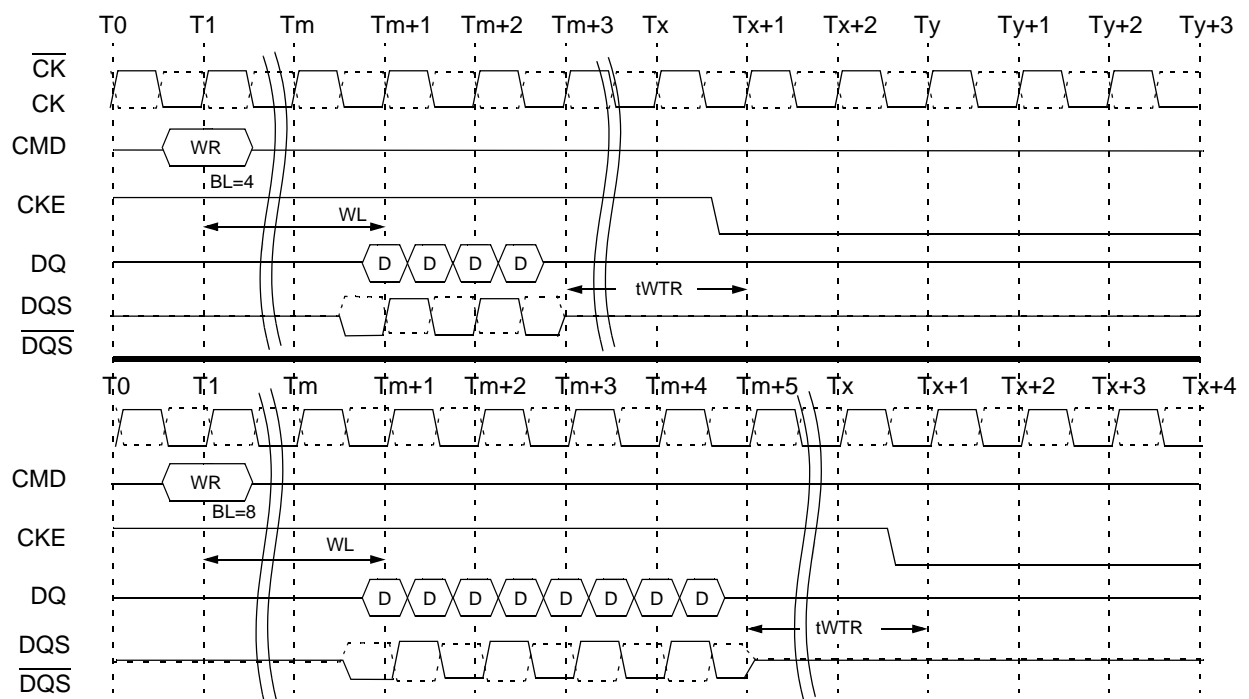 T0 T1 Tm Tm+1 Tm+2 Tm+3 Tx Tx+1 Tx+2 Ty Ty+1 Ty+2 Ty+3
CK
CK
CMD WR
BL=4
CKE
WL
DQ D D D D
tWTR
DQS
DQS
T0 T1 Tm Tm+1 Tm+2 Tm+3 Tm+4 Tm+5 Tx Tx+1 Tx+2 Tx+3 Tx+4
CMD WR
BL=8
CKE
WL
DQ D D D D D D D D
tWTR
DQS
DQS